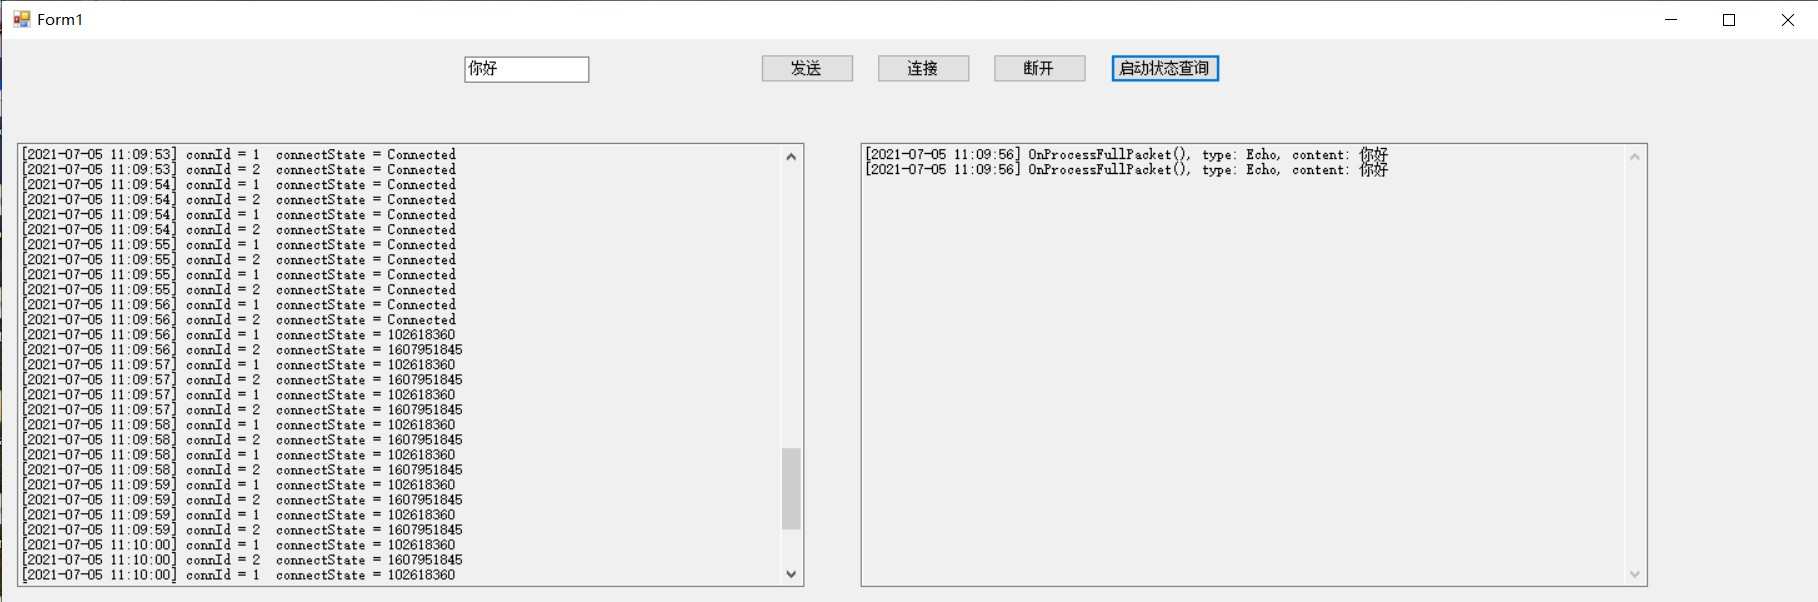 Form1
你好
发送 连接 断开 启动状态查询
[2021-07-05 11:09:53] connId = 1 connectState = Connected
[2021-07-05 11:09:53] connId = 2 connectState = Connected
[2021-07-05 11:09:54] connId = 1 connectState = Connected
[2021-07-05 11:09:54] connId = 2 connectState = Connected
[2021-07-05 11:09:54] connId = 1 connectState = Connected
[2021-07-05 11:09:54] connId = 2 connectState = Connected
[2021-07-05 11:09:55] connId = 1 connectState = Connected
[2021-07-05 11:09:55] connId = 2 connectState = Connected
[2021-07-05 11:09:55] connId = 1 connectState = Connected
[2021-07-05 11:09:55] connId = 2 connectState = Connected
[2021-07-05 11:09:56] connId = 1 connectState = Connected
[2021-07-05 11:09:56] connId = 2 connectState = Connected
[2021-07-05 11:09:56] connId = 1 connectState = 102618360
[2021-07-05 11:09:56] connId = 2 connectState = 1607951845
[2021-07-05 11:09:57] connId = 1 connectState = 102618360
[2021-07-05 11:09:57] connId = 2 connectState = 1607951845
[2021-07-05 11:09:57] connId = 1 connectState = 102618360
[2021-07-05 11:09:57] connId = 2 connectState = 1607951845
[2021-07-05 11:09:58] connId = 1 connectState = 102618360
[2021-07-05 11:09:58] connId = 2 connectState = 1607951845
[2021-07-05 11:09:58] connId = 1 connectState = 102618360
[2021-07-05 11:09:58] connId = 2 connectState = 1607951845
[2021-07-05 11:09:59] connId = 1 connectState = 102618360
[2021-07-05 11:09:59] connId = 2 connectState = 1607951845
[2021-07-05 11:09:59] connId = 1 connectState = 102618360
[2021-07-05 11:09:59] connId = 2 connectState = 1607951845
[2021-07-05 11:10:00] connId = 1 connectState = 102618360
[2021-07-05 11:10:00] connId = 2 connectState = 1607951845
[2021-07-05 11:10:00] connId = 1 connectState = 102618360
[2021-07-05 11:09:56] OnProcessFullPacket(), type: Echo, content: 你好
[2021-07-05 11:09:56] OnProcessFullPacket(), type: Echo, content: 你好